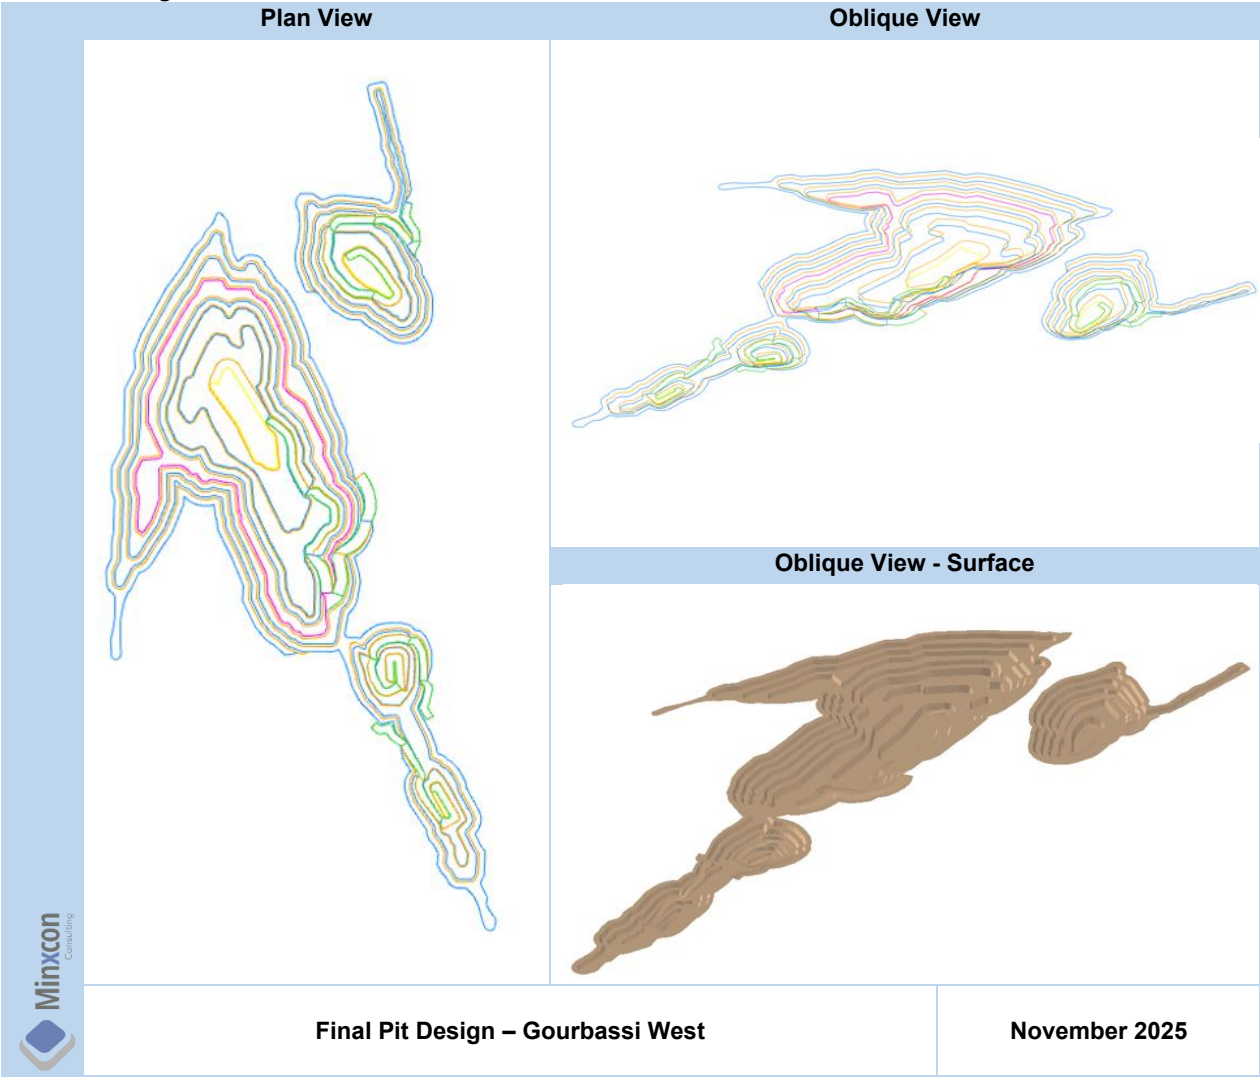 Plan View
Oblique View
Oblique View - Surface
Minxcon
Consulting
Final Pit Design – Gourbassi West
November 2025